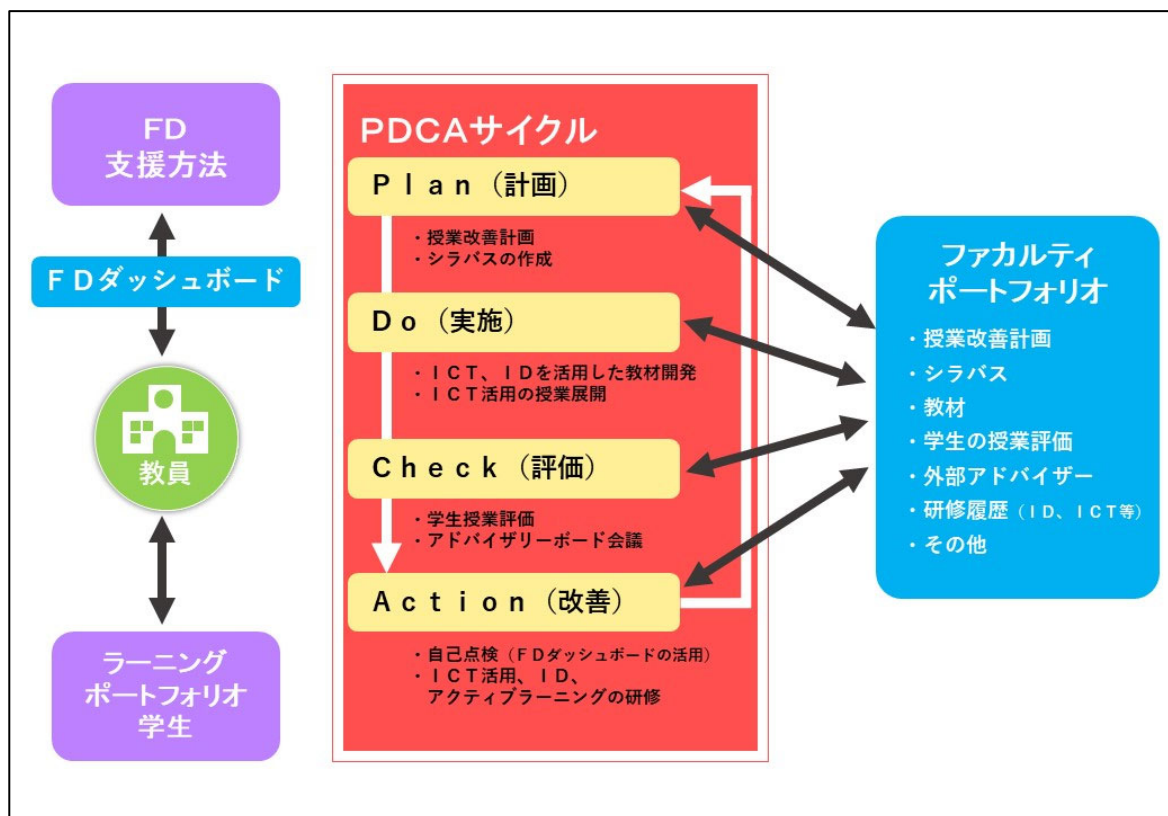 FD
支援方法
ＦＤダッシュボード
教員
ラーニング
ポートフォリオ
学生
PDCAサイクル
Ｐｌａｎ（計画）
・授業改善計画
・シラバスの作成
Ｄｏ（実施）
・ＩＣＴ、ＩＤを活用した教材開発
・ＩＣＴ活用の授業展開
Ｃｈｅｃｋ（評価）
・学生授業評価
・アドバイザリーボード会議
Ａｃｔｉｏｎ（改善）
・自己点検（ＦＤダッシュボードの活用）
・ＩＣＴ活用、ＩＤ、
アクティブラーニングの研修
ファカルティ
ポートフォリオ
・授業改善計画
・シラバス
・教材
・学生の授業評価
・外部アドバイザー
・研修履歴（ＩＤ、ＩＣＴ等）
・その他